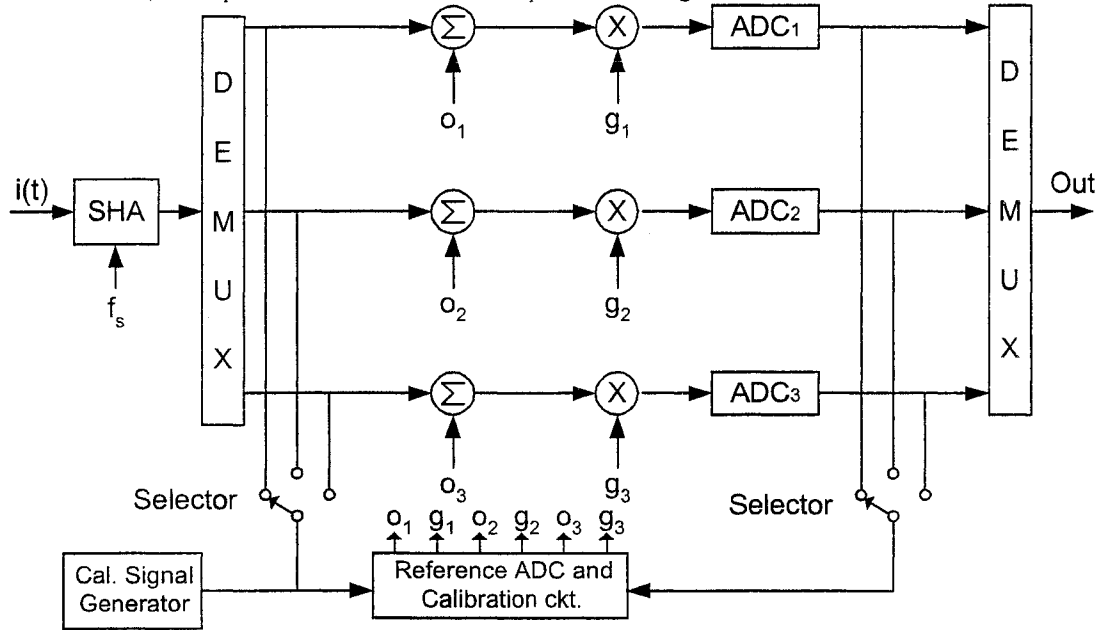 Σ
X
ADC1
D
E
M
U
X
o1
g1
D
E
M
U
X
i(t)
SHA
fs
Σ
X
ADC2
o2
g2
Out
Σ
X
ADC3
o3
g3
Selector
Selector
o1 g1 o2 g2 o3 g3
Cal. Signal
Generator
Reference ADC and
Calibration ckt.